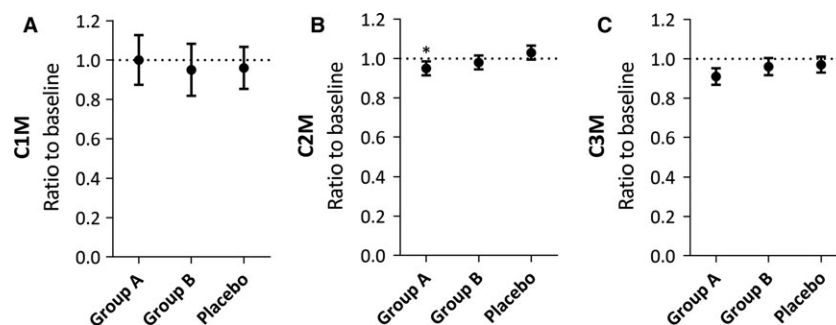 A
C1M
Ratio to baseline
1.2
1.0
0.8
0.6
0.4
0.2
0.0
Group A
Group B
Placebo
B
C2M
Ratio to baseline
1.2
1.0
0.8
0.6
0.4
0.2
0.0
*
Group A
Group B
Placebo
C
C3M
Ratio to baseline
1.2
1.0
0.8
0.6
0.4
0.2
0.0
Group A
Group B
Placebo